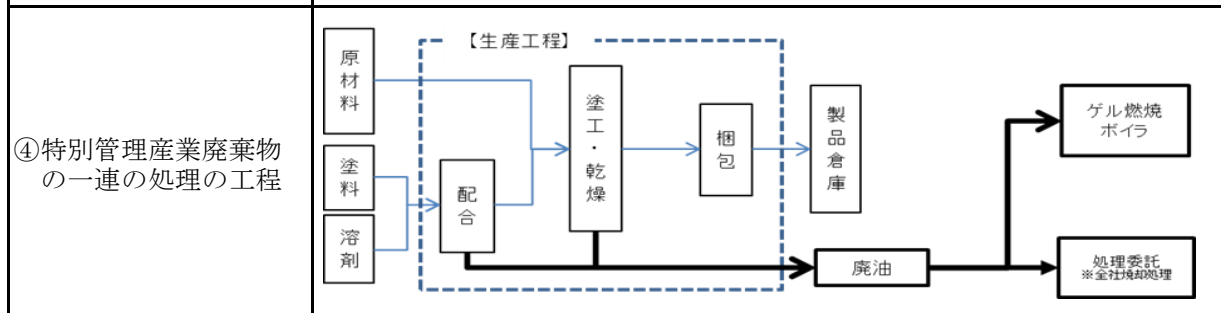 ④特別管理産業廃棄物
の一連の処理の工程
【生産工程】
原材料
塗料
溶剤
配合
塗工・乾燥
梱包
製品倉庫
廃油
ゲル燃焼
ボイラ
処理委託
※全社焼却処理